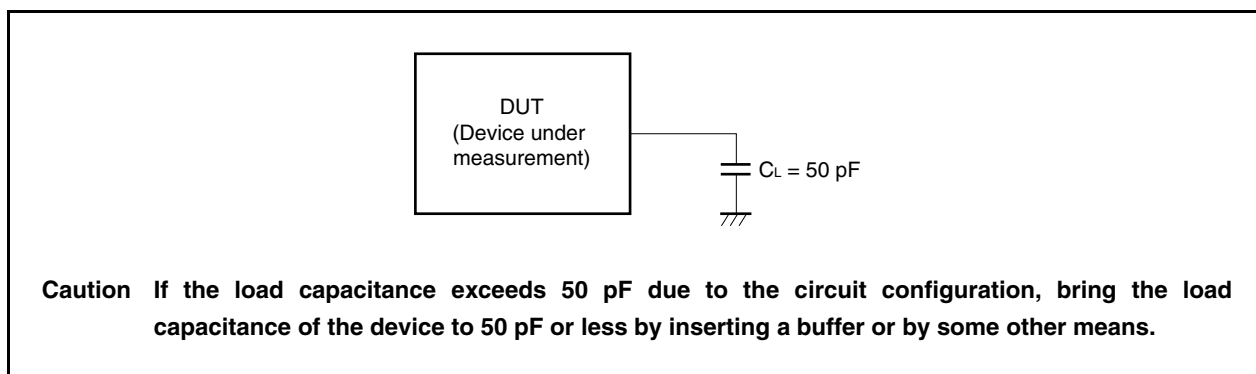 DUT
(Device under
measurement)
CL = 50 pF
Caution If the load capacitance exceeds 50 pF due to the circuit configuration, bring the load
capacitance of the device to 50 pF or less by inserting a buffer or by some other means.